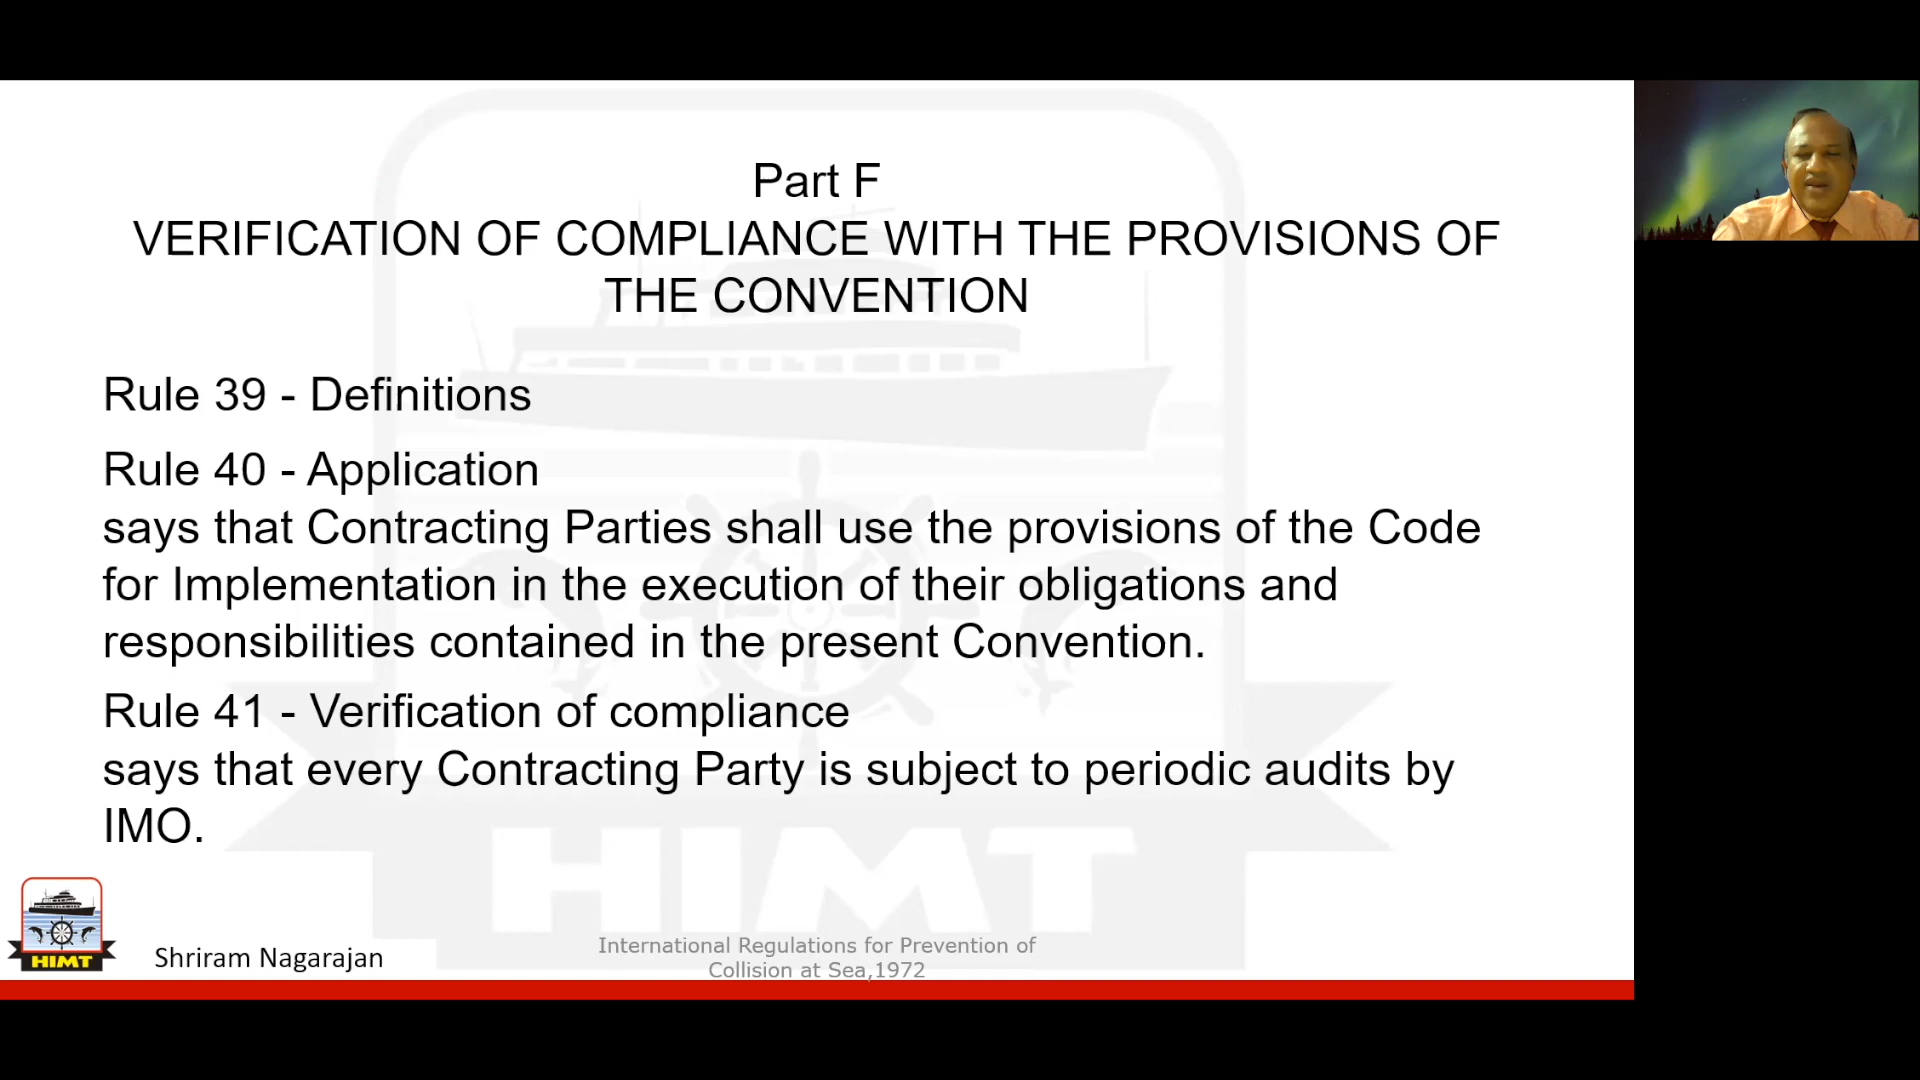 Part F
VERIFICATION OF COMPLIANCE WITH THE PROVISIONS OF
THE CONVENTION
Rule 39 - Definitions
Rule 40 - Application
says that Contracting Parties shall use the provisions of the Code
for Implementation in the execution of their obligations and
responsibilities contained in the present Convention.
Rule 41 - Verification of compliance
says that every Contracting Party is subject to periodic audits by
IMO.
HIMT
HIMT
Shriram Nagarajan
International Regulations for Prevention of
Collision at Sea,1972